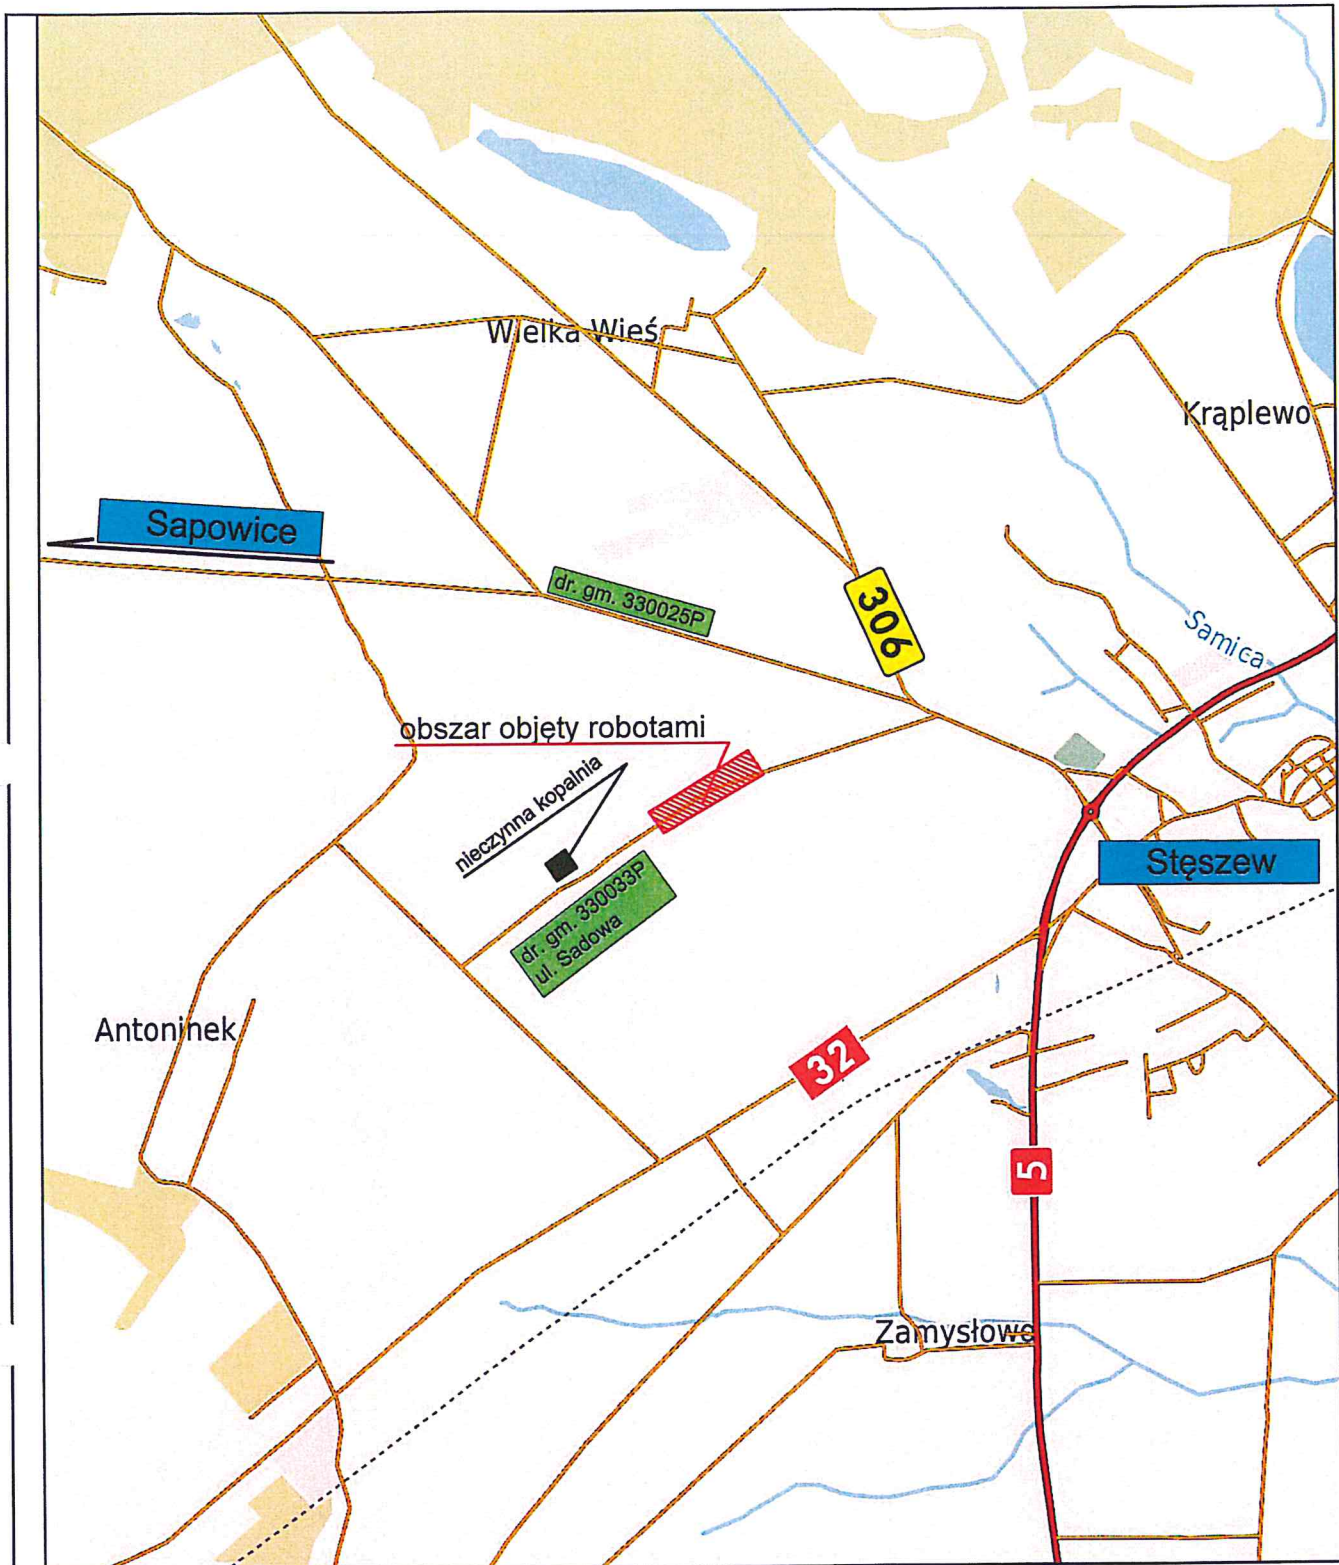 Wielka Wieś
Krąplewo
Sapowice
dr. gm. 330025P
306
Samica
obszar objęty robotami
nieczynna kopalnia
Stęszew
dr. gm. 330033P
ul. Sadowa
Antoninek
32
5
Zamysłowo